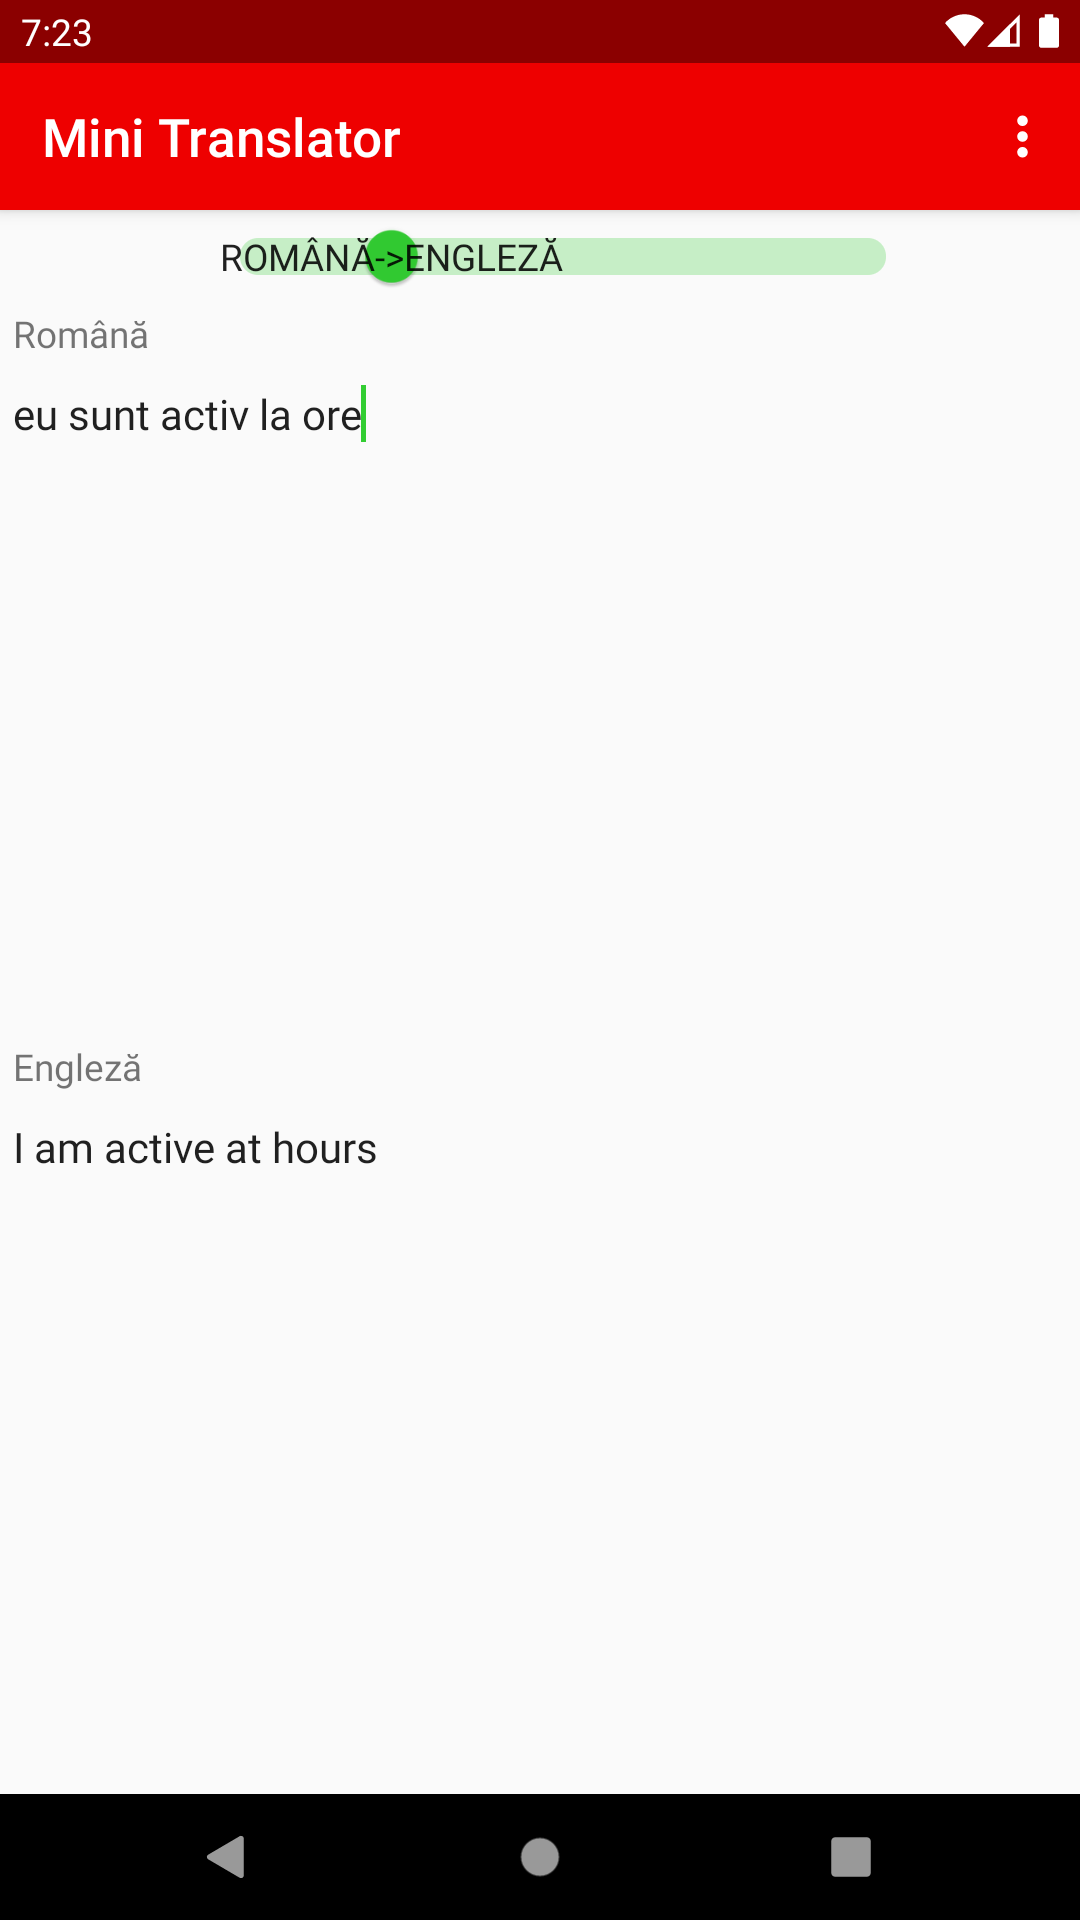 7:23
Mini Translator
ROMÂNĂ->ENGLEZĂ
Română
eu sunt activ la ore
Engleză
I am active at hours